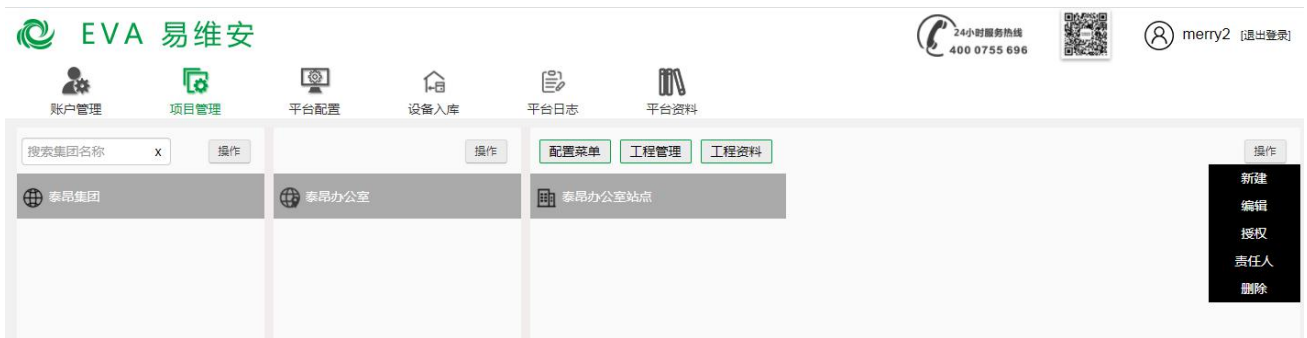 EVA 易维安
24小时服务热线
400 0755 696
merry2 [退出登录]
账户管理
项目管理
平台配置
设备入库
平台日志
平台资料
搜索集团名称 x 操作
操作
配置菜单 工程管理 工程资料
操作
泰昂集团
泰昂办公室
泰昂办公室站点
新建
编辑
授权
责任人
删除